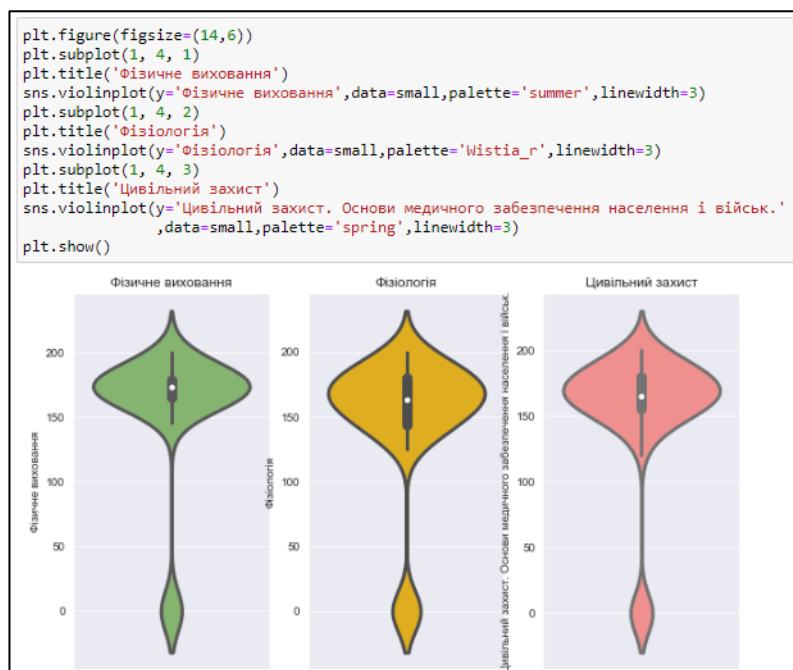 plt.figure(figsize=(14,6))
plt.subplot(1, 4, 1)
plt.title('Фізичне виховання')
sns.violinplot(y='Фізичне виховання',data=small,palette='summer',linewidth=3)
plt.subplot(1, 4, 2)
plt.title('Фізіологія')
sns.violinplot(y='Фізіологія',data=small,palette='Wistia_r',linewidth=3)
plt.subplot(1, 4, 3)
plt.title('Цивільний захист')
sns.violinplot(y='Цивільний захист. Основи медичного забезпечення населення і військ.'
,data=small,palette='spring',linewidth=3)
plt.show()
Фізичне виховання
Фізичне виховання
200
150
100
50
0
Фізіологія
Фізіологія
200
150
100
50
0
Цивільний захист
Цивільний захист. Основи медичного забезпечення населення і військ.
200
150
100
50
0